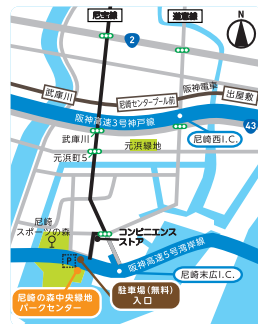 尼宝線
道意線
N
2
武庫川
尼崎センタープール前
阪神電車
出屋敷
阪神高速3号神戸線
43
武庫川
尼崎西I.C.
元浜町5
元浜緑地
尼崎
スポーツの森
コンビニエンス
ストア
阪神高速5号湾岸線
P
尼崎末広I.C.
尼崎の森中央緑地
パークセンター
駐車場(無料)
入口